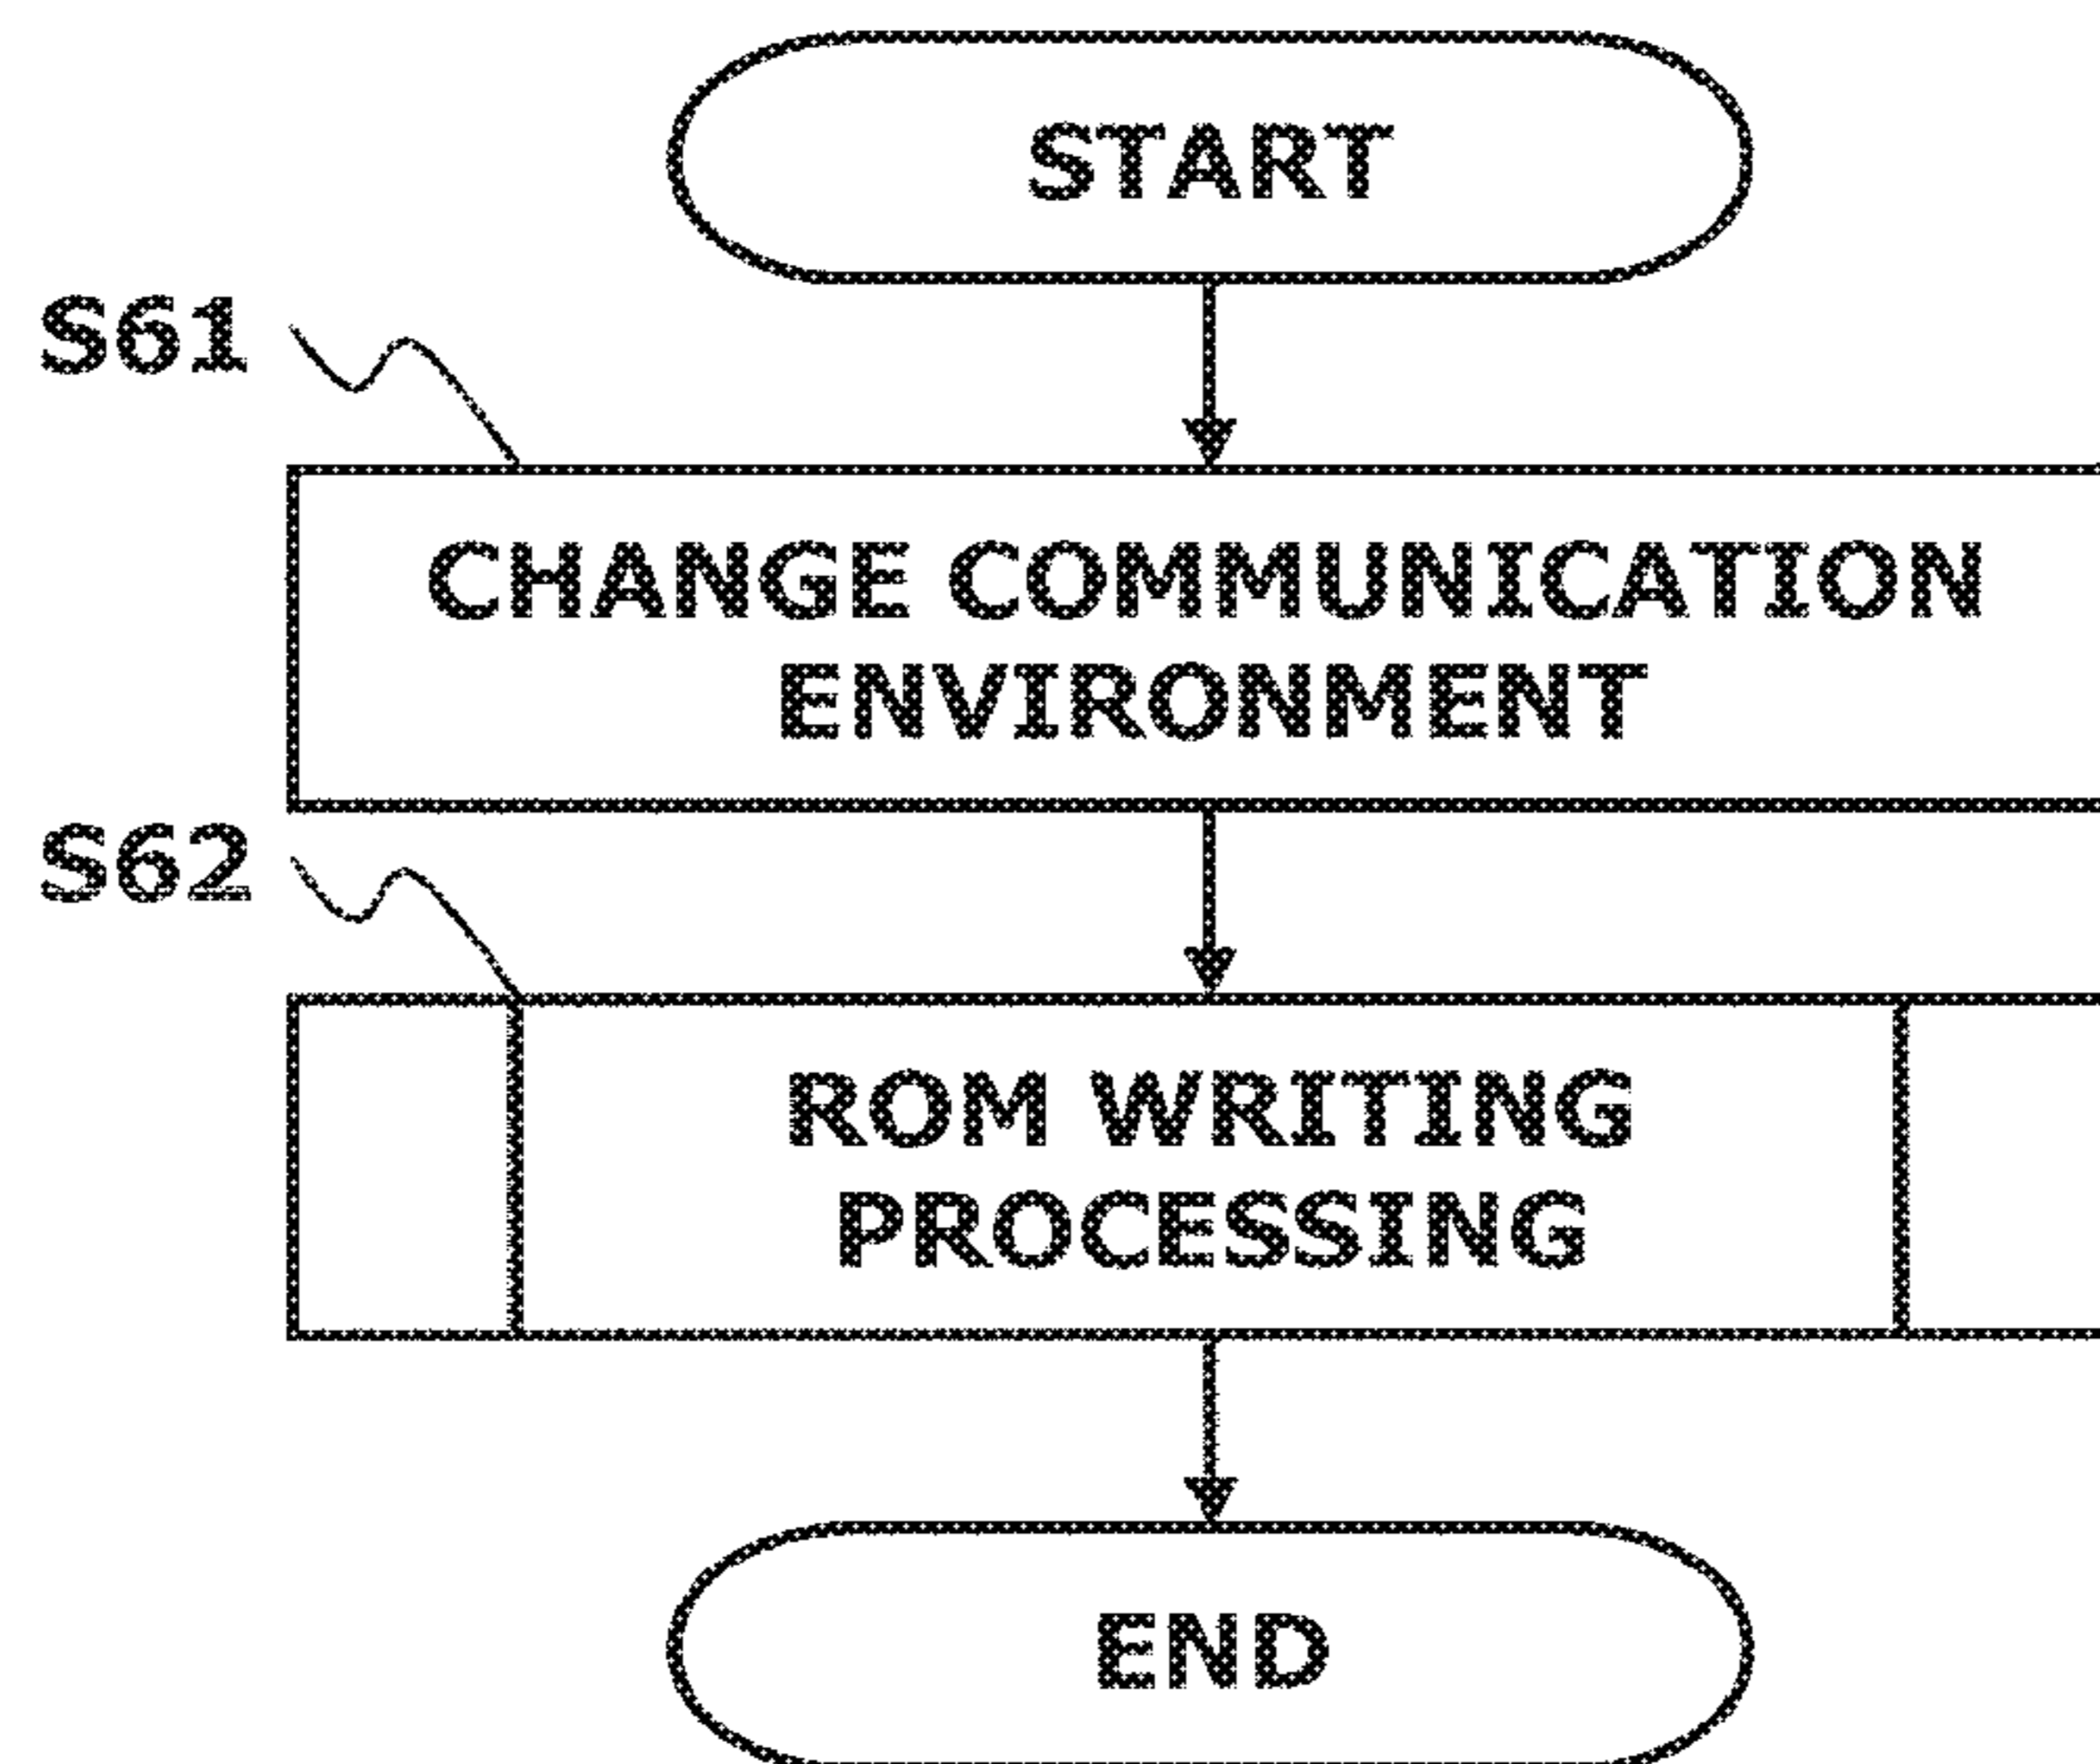 START
S61
CHANGE COMMUNICATION
ENVIRONMENT
S62
ROM WRITING
PROCESSING
END